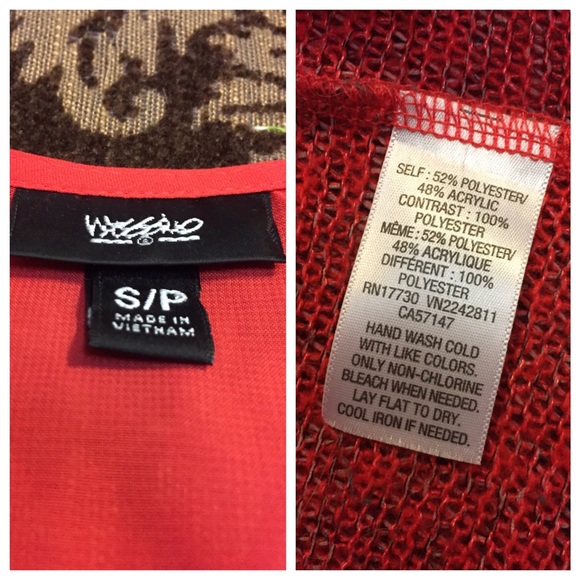 Mossimo
S/P
MADE IN
VIETNAM
SELF : 52% POLYESTER/
48% ACRYLIC
CONTRAST : 100%
POLYESTER
MÊME : 52% POLYESTER/
48% ACRYLIQUE
DIFFÉRENT : 100%
POLYESTER
RN17730 VN2242811
CA57147
HAND WASH COLD
WITH LIKE COLORS.
ONLY NON-CHLORINE
BLEACH WHEN NEEDED.
LAY FLAT TO DRY.
COOL IRON IF NEEDED.